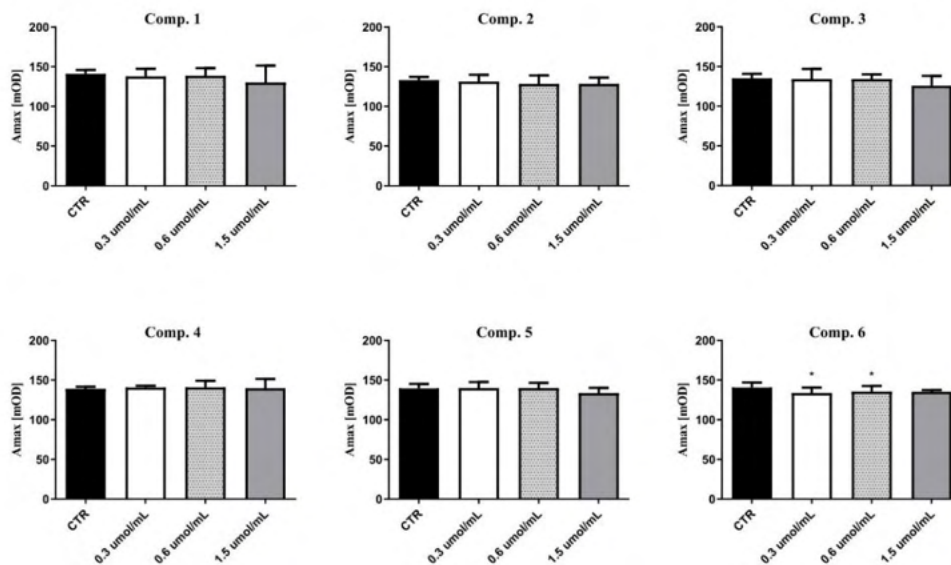 Comp. 1
Amax [mOD]
200
150
100
50
0
CTR
0.3 umol/mL
0.6 umol/mL
1.5 umol/mL
Comp. 2
Amax [mOD]
200
150
100
50
0
CTR
0.3 umol/mL
0.6 umol/mL
1.5 umol/mL
Comp. 3
Amax [mOD]
200
150
100
50
0
CTR
0.3 umol/mL
0.6 umol/mL
1.5 umol/mL
Comp. 4
Amax [mOD]
200
150
100
50
0
CTR
0.3 umol/mL
0.6 umol/mL
1.5 umol/mL
Comp. 5
Amax [mOD]
200
150
100
50
0
CTR
0.3 umol/mL
0.6 umol/mL
1.5 umol/mL
Comp. 6
Amax [mOD]
200
150
100
50
0
* *
CTR
0.3 umol/mL
0.6 umol/mL
1.5 umol/mL